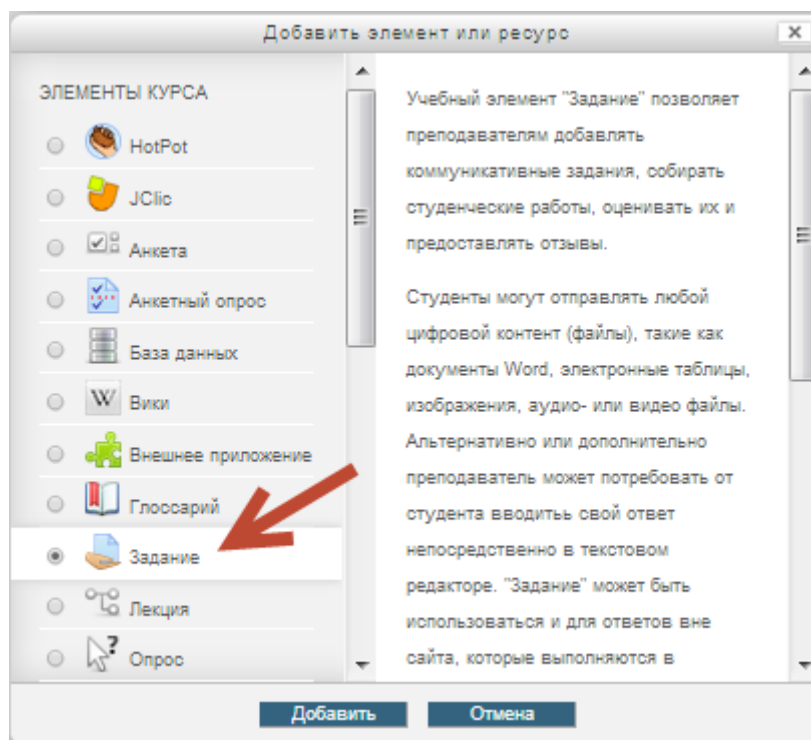 Добавить элемент или ресурс
ЭЛЕМЕНТЫ КУРСА
HotPot
JClic
Анкета
Анкетный опрос
База данных
Вики
Внешнее приложение
Глоссарий
Задание
Лекция
Опрос
Учебный элемент "Задание" позволяет
преподавателям добавлять
коммуникативные задания, собирать
студенческие работы, оценивать их и
предоставлять отзывы.
Студенты могут отправлять любой
цифровой контент (файлы), такие как
документы Word, электронные таблицы,
изображения, аудио- или видео файлы.
Альтернативно или дополнительно
преподаватель может потребовать от
студента вводитьь свой ответ
непосредственно в текстовом
редакторе. "Задание" может быть
использоваться и для ответов вне
сайта, которые выполняются в
Добавить
Отмена